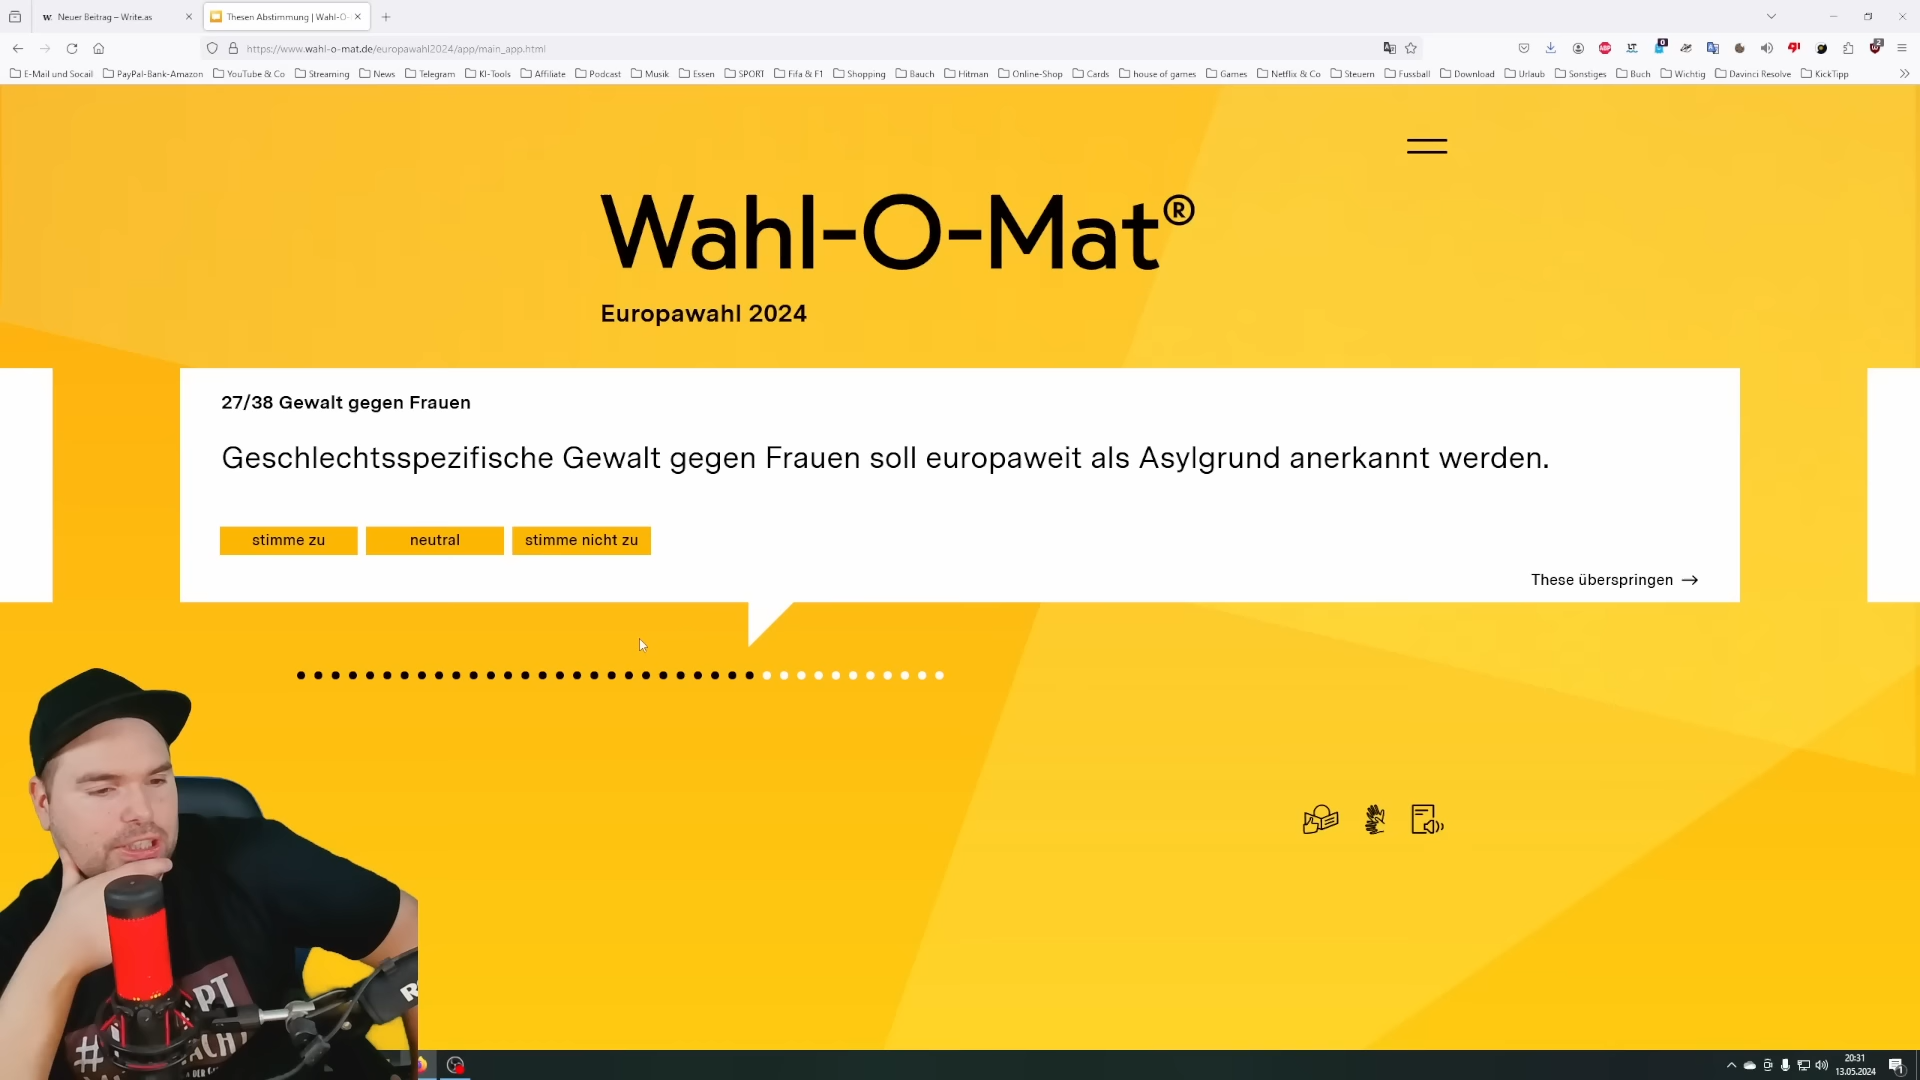 Neuer Beitrag – Write.as
Thesen Abstimmung | Wahl-O-
https://www.wahl-o-mat.de/europawahl2024/app/main_app.html
E-Mail und Socail PayPal-Bank-Amazon YouTube & Co Streaming News Telegram KI-Tools Affiliate Podcast Musik Essen SPORT Fifa & F1 Shopping Bauch Hitman Online-Shop Cards house of games Games Netflix & Co Steuern Fussball Download Urlaub Sonstiges Buch Wichtig Davinci Resolve KickTipp
Wahl-O-Mat®
Europawahl 2024
27/38 Gewalt gegen Frauen
Geschlechtsspezifische Gewalt gegen Frauen soll europaweit als Asylgrund anerkannt werden.
stimme zu neutral stimme nicht zu
These überspringen →
20:31
13.05.2024